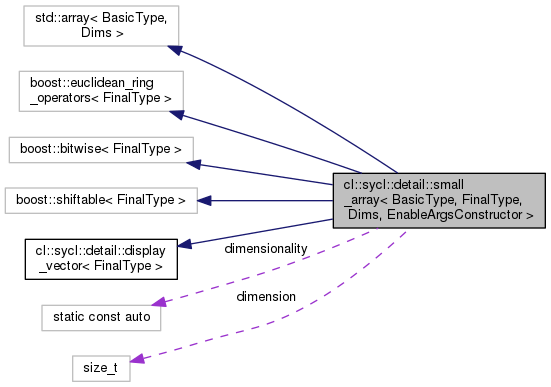 std::array< BasicType,
Dims >
boost::euclidean_ring
_operators< FinalType >
boost::bitwise< FinalType >
boost::shiftable< FinalType >
cl::sycl::detail::display
_vector< FinalType >
static const auto
size_t
dimensionality
dimension
cl::sycl::detail::small
_array< BasicType, FinalType,
Dims, EnableArgsConstructor >